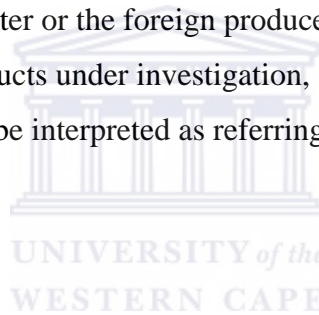 ter or the foreign produce
ucts under investigation,
be interpreted as referring
UNIVERSITY of the
WESTERN CAPE